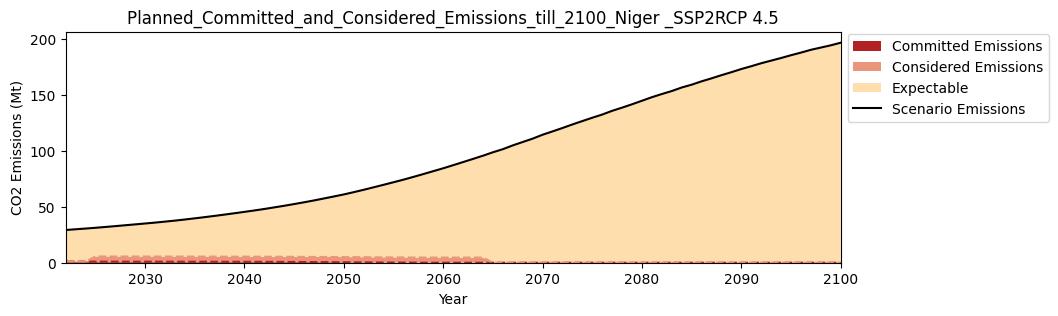 Planned_Committed_and_Considered_Emissions_till_2100_Niger _SSP2RCP 4.5
CO2 Emissions (Mt)
200
150
100
50
0
2030 2040 2050 2060 2070 2080 2090 2100
Year
Committed Emissions
Considered Emissions
Expectable
Scenario Emissions